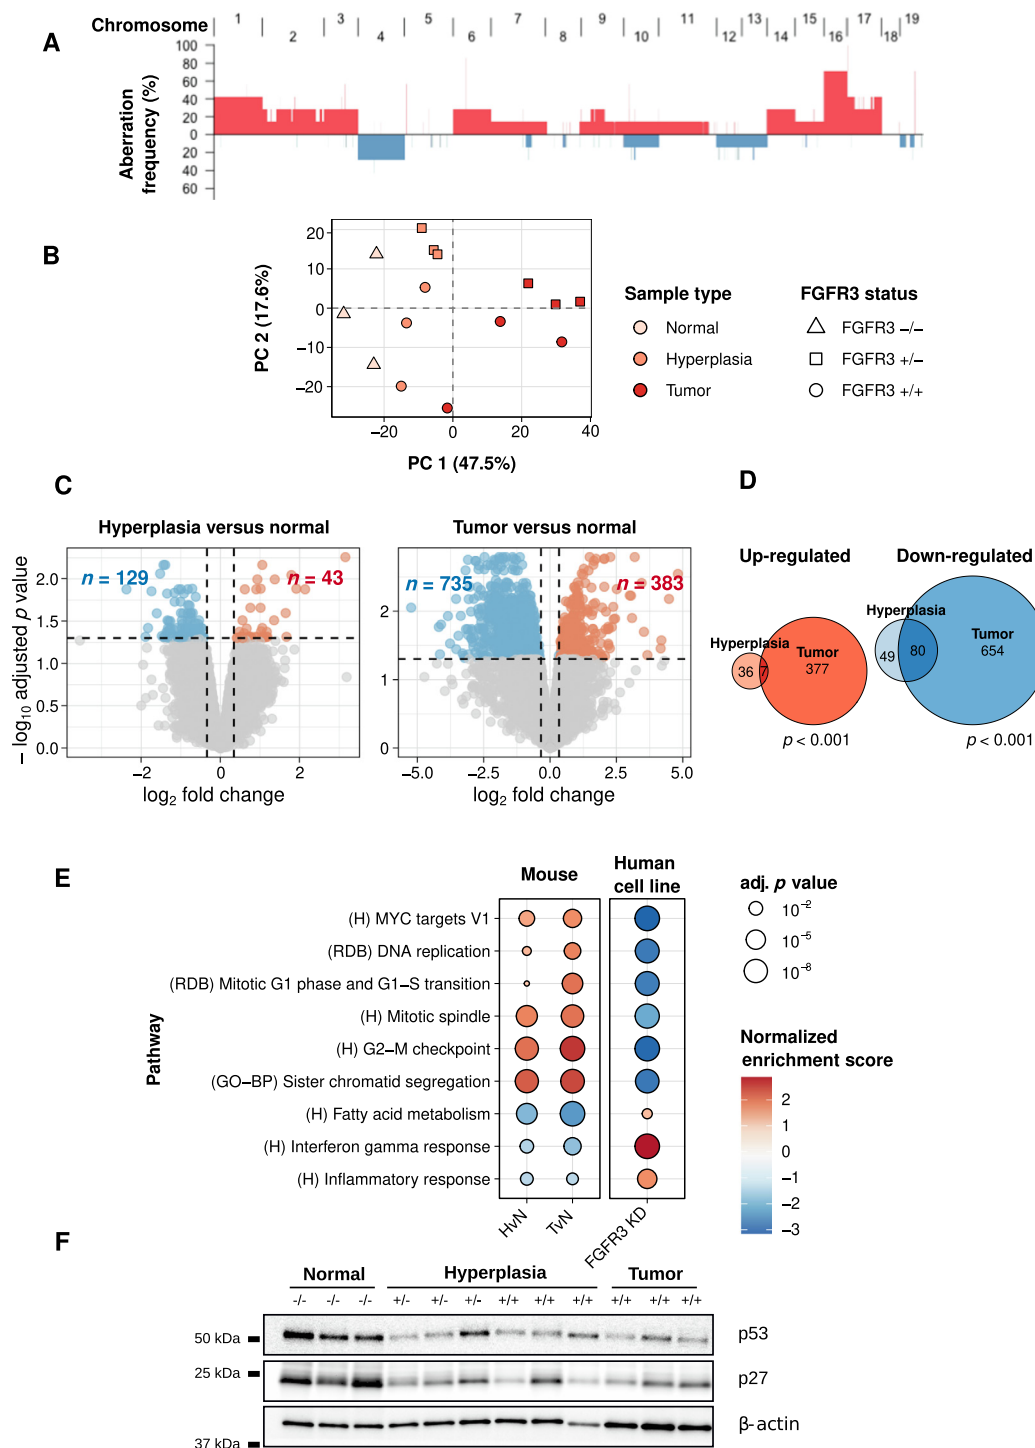 A
Chromosome
1 2 3 4 5 6 7 8 9 10 11 12 13 14 15 16 17 18 19
Aberration
frequency (%)
100
80
60
40
20
0
20
40
60
B
PC 2 (17.6%)
20
10
0
−10
−20
−20 0 20 40
PC 1 (47.5%)
Sample type
Normal
Hyperplasia
Tumor
FGFR3 status
FGFR3 −/−
FGFR3 +/−
FGFR3 +/+
C
Hyperplasia versus normal
n = 129
n = 43
− log10 adjusted p value
2.0
1.5
1.0
0.5
0.0
−2 0 2
log2 fold change
Tumor versus normal
n = 735
n = 383
2
1
0
−5.0 −2.5 0.0 2.5 5.0
log2 fold change
D
Up-regulated
Hyperplasia
Tumor
36 7 377
p < 0.001
Down-regulated
Hyperplasia
Tumor
49 80 654
p < 0.001
E
Mouse
Human
cell line
Pathway
(H) MYC targets V1
(RDB) DNA replication
(RDB) Mitotic G1 phase and G1−S transition
(H) Mitotic spindle
(H) G2−M checkpoint
(GO−BP) Sister chromatid segregation
(H) Fatty acid metabolism
(H) Interferon gamma response
(H) Inflammatory response
HvN
TvN
FGFR3 KD
adj. p value
10−2
10−5
10−8
Normalized
enrichment score
2
1
0
−1
−2
−3
F
Normal Hyperplasia Tumor
-/- -/- -/- +/- +/- +/- +/+ +/+ +/+ +/+ +/+ +/+
50 kDa
p53
25 kDa
p27
β-actin
37 kDa